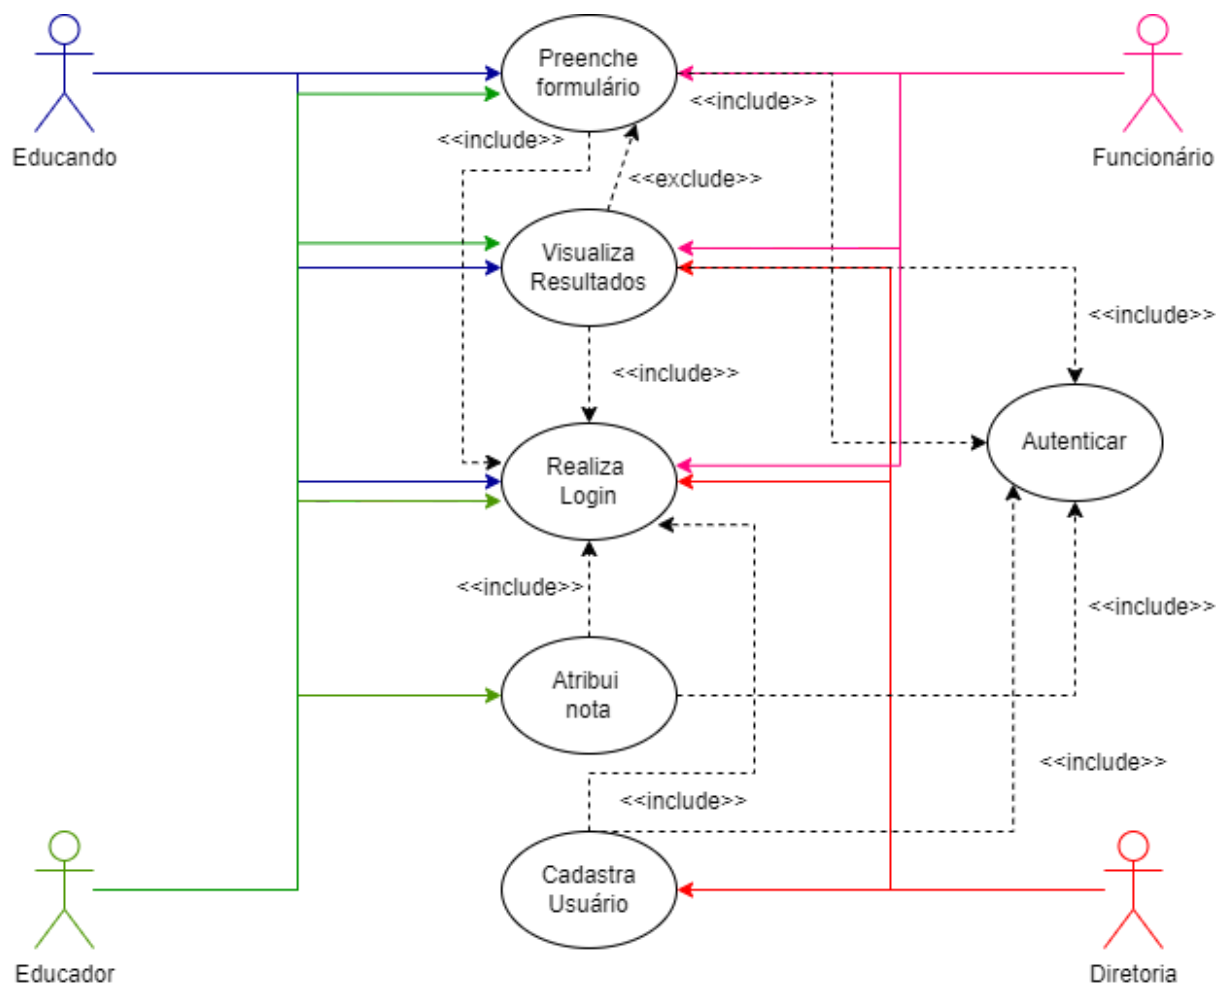 Preenche
formulário
<<include>>
<<include>>
Educando
Funcionário
<<exclude>>
Visualiza
Resultados
<<include>>
<<include>>
Autenticar
Realiza
Login
<<include>>
<<include>>
Atribui
nota
<<include>>
<<include>>
Cadastra
Usuário
Educador
Diretoria